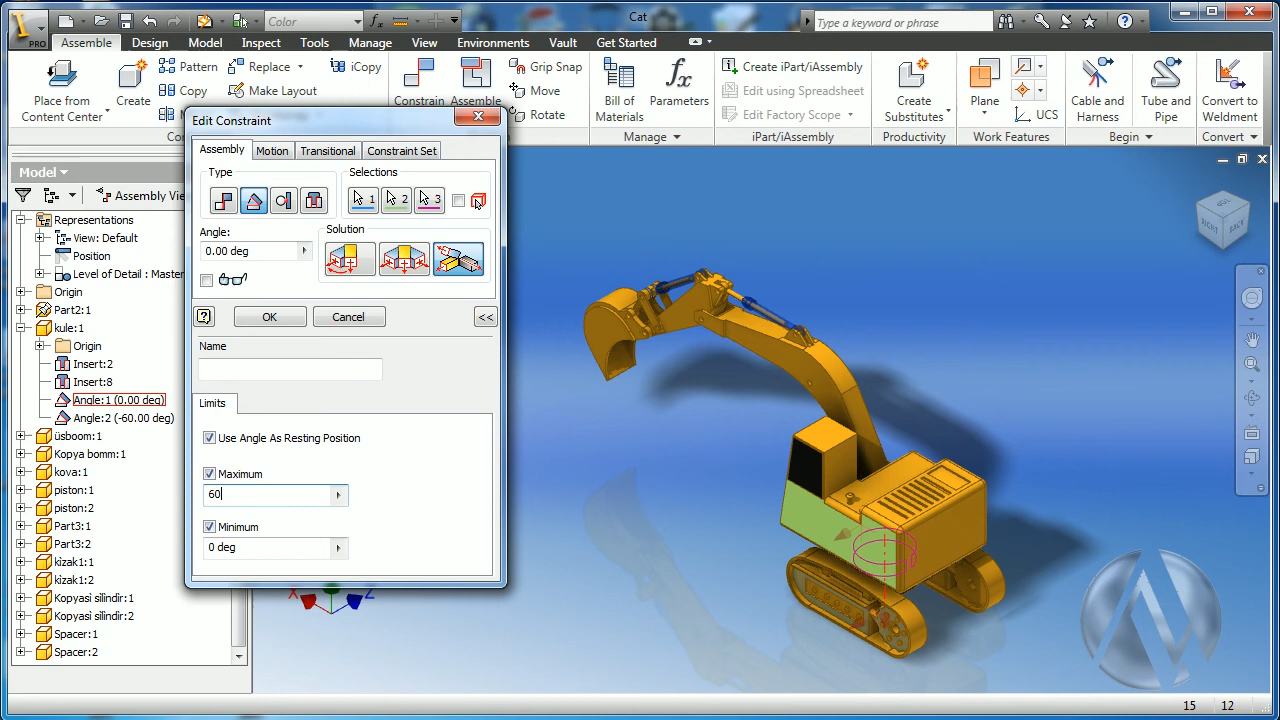 Color
Cat
Type a keyword or phrase
PRO
Assemble
Design
Model
Inspect
Tools
Manage
View
Environments
Vault
Get Started
Place from
Content Center
Create
Pattern
Copy
Replace
Make Layout
iCopy
Constrain
Assemble
Grip Snap
Move
Rotate
Bill of
Materials
Parameters
Create iPart/iAssembly
Edit using Spreadsheet
Edit Factory Scope
Create
Substitutes
Plane
UCS
Cable and
Harness
Tube and
Pipe
Convert to
Weldment
Manage
iPart/iAssembly
Productivity
Work Features
Begin
Convert
Model
Assembly Vie
Representations
View: Default
Position
Level of Detail : Master
Origin
Part2:1
kule:1
Origin
Insert:2
Insert:8
Angle:1 (0.00 deg)
Angle:2 (-60.00 deg)
üsboom:1
Kopya bomm:1
kova:1
piston:1
piston:2
Part3:1
Part3:2
kizak1:1
kizak1:2
Kopyasi silindir:1
Kopyasi silindir:2
Spacer:1
Spacer:2
Edit Constraint
Assembly
Motion
Transitional
Constraint Set
Type
Selections
1
2
3
Angle:
0.00 deg
Solution
OK
Cancel
<<
Name
Limits
Use Angle As Resting Position
Maximum
60
Minimum
0 deg
X
Z
RIGHT
BACK
15
12